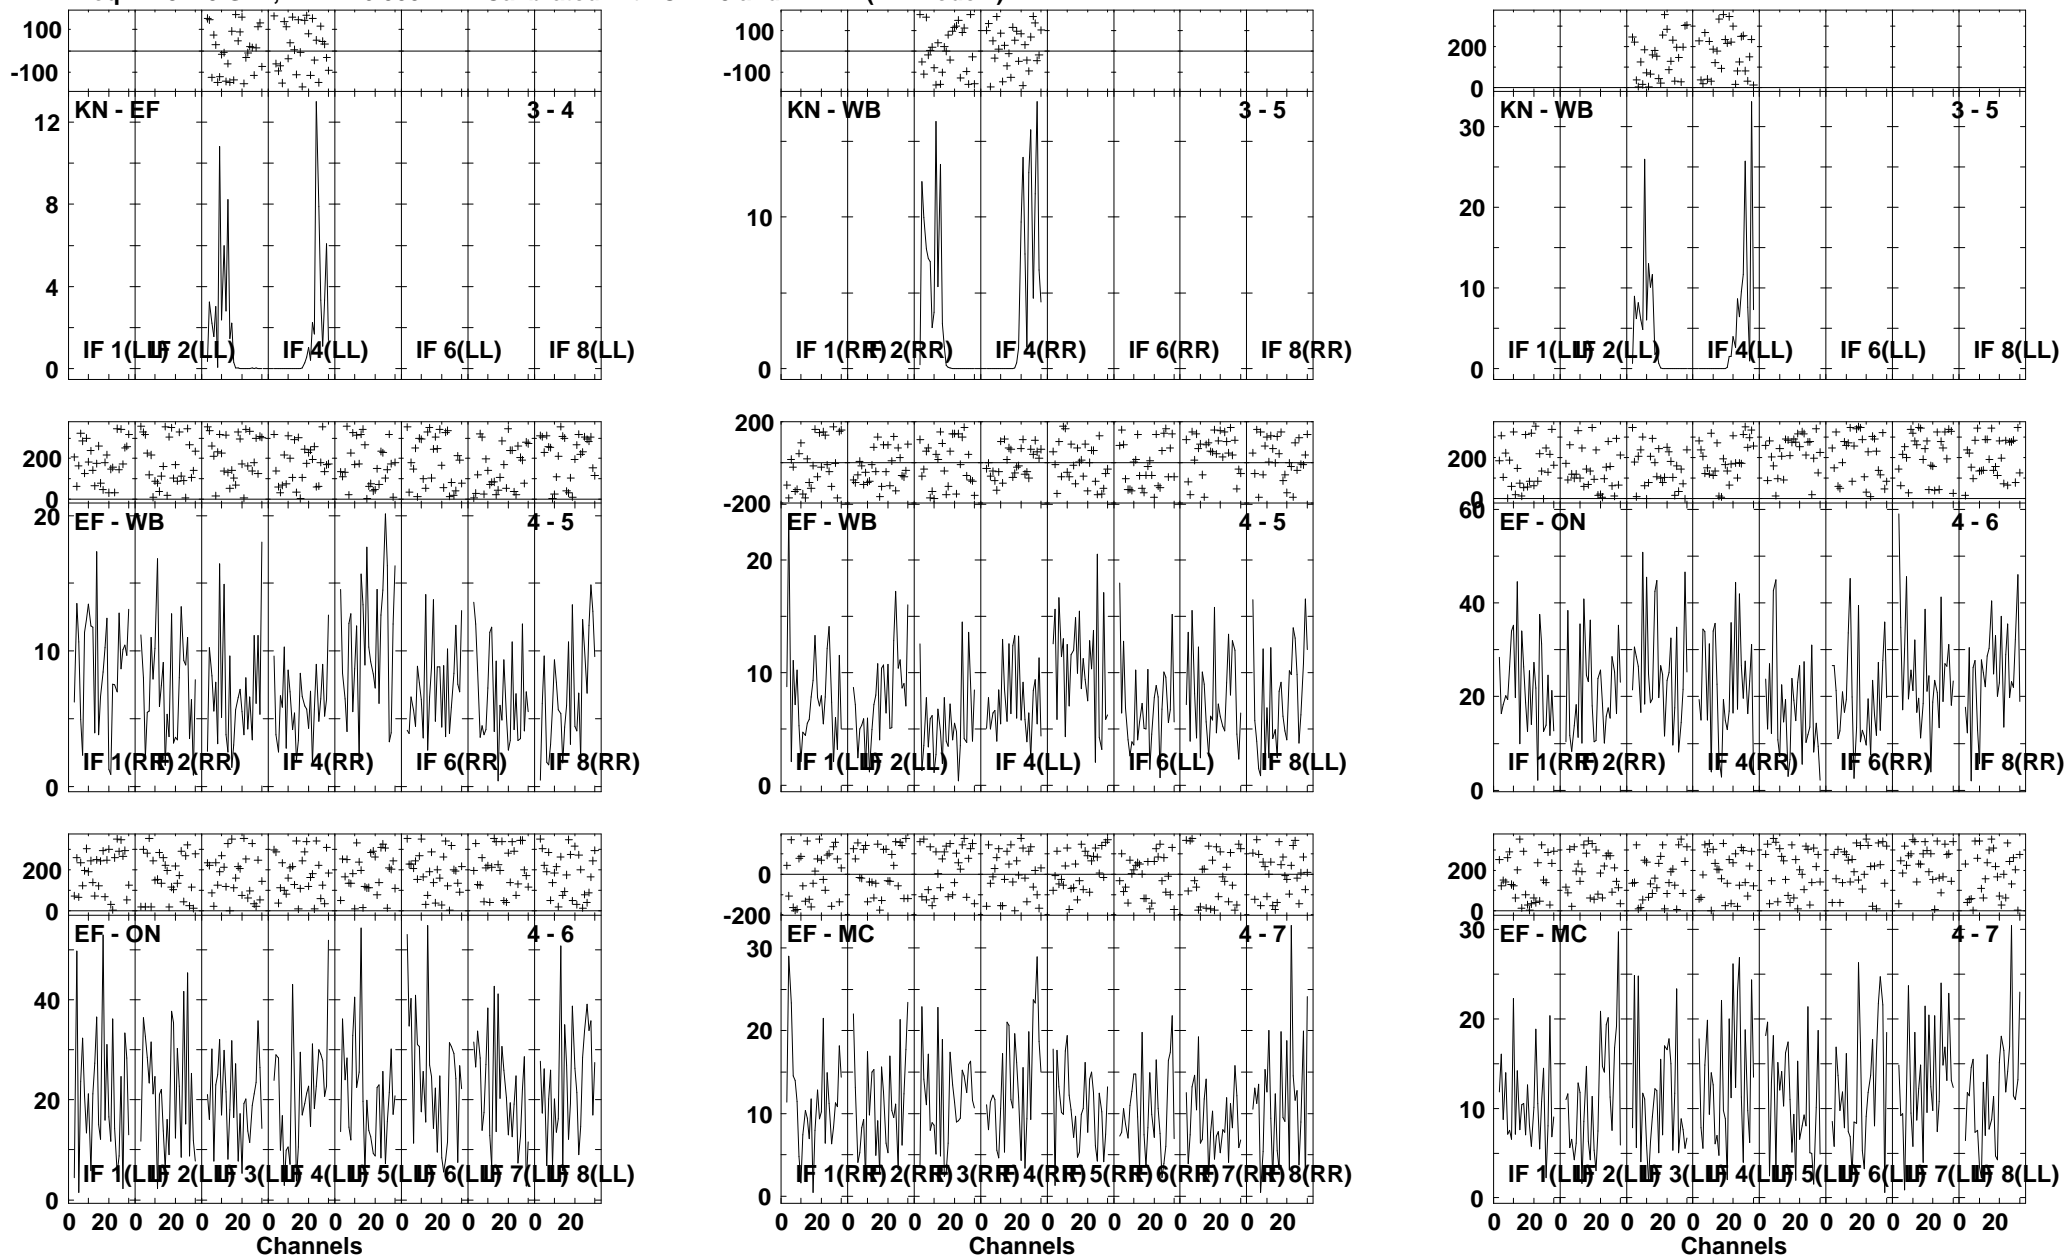 100
-100
KN - EF 3 - 4
12
8
4
0
IF 1(LL) IF 2(LL) IF 4(LL) IF 6(LL) IF 8(LL)
100
-100
KN - WB 3 - 5
10
0
IF 1(RR) IF 2(RR) IF 4(RR) IF 6(RR) IF 8(RR)
200
0
KN - WB 3 - 5
30
20
10
0
IF 1(LL) IF 2(LL) IF 4(LL) IF 6(LL) IF 8(LL)
200
0
EF - WB 4 - 5
20
10
0
IF 1(RR) IF 2(RR) IF 4(RR) IF 6(RR) IF 8(RR)
200
-200
EF - WB 4 - 5
20
10
0
IF 1(LL) IF 2(LL) IF 4(LL) IF 6(LL) IF 8(LL)
200
0
EF - ON 4 - 6
60
40
20
0
IF 1(RR) IF 2(RR) IF 4(RR) IF 6(RR) IF 8(RR)
200
0
EF - ON 4 - 6
40
20
0
IF 1(LL) IF 2(LL) IF 3(LL) IF 4(LL) IF 5(LL) IF 6(LL) IF 7(LL) IF 8(LL)
0 20 0 20 0 20 0 20 0 20 0 20 0 20 0 20
Channels
0
-200
EF - MC 4 - 7
30
20
10
0
IF 1(RR) IF 2(RR) IF 3(RR) IF 4(RR) IF 5(RR) IF 6(RR) IF 7(RR) IF 8(RR)
0 20 0 20 0 20 0 20 0 20 0 20 0 20 0 20
Channels
200
0
EF - MC 4 - 7
30
20
10
0
IF 1(LL) IF 2(LL) IF 3(LL) IF 4(LL) IF 5(LL) IF 6(LL) IF 7(LL) IF 8(LL)
0 20 0 20 0 20 0 20 0 20 0 20 0 20 0 20
Channels